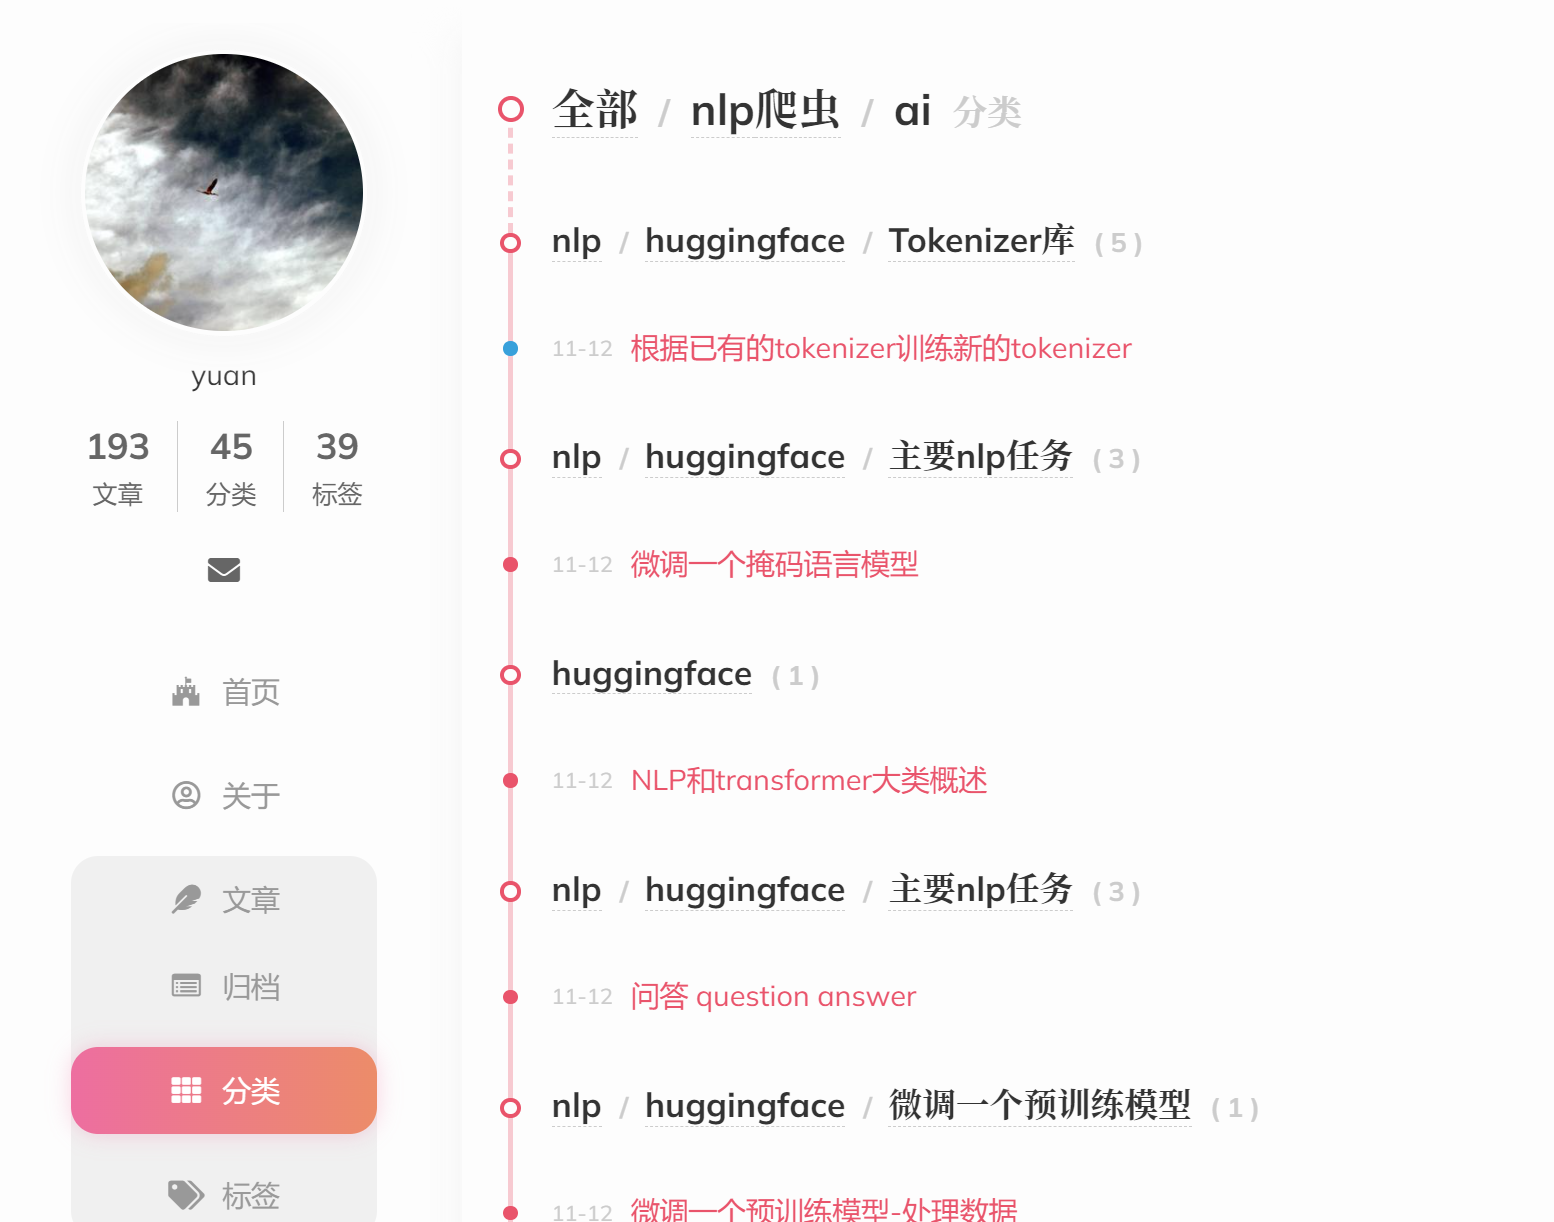 yuan
193 45 39
文章 分类 标签
首页
关于
文章
归档
分类
标签
全部 / nlp爬虫 / ai 分类
nlp / huggingface / Tokenizer库 ( 5 )
11-12 根据已有的tokenizer训练新的tokenizer
nlp / huggingface / 主要nlp任务 ( 3 )
11-12 微调一个掩码语言模型
huggingface ( 1 )
11-12 NLP和transformer大类概述
nlp / huggingface / 主要nlp任务 ( 3 )
11-12 问答 question answer
nlp / huggingface / 微调一个预训练模型 ( 1 )
11-12 微调一个预训练模型-处理数据